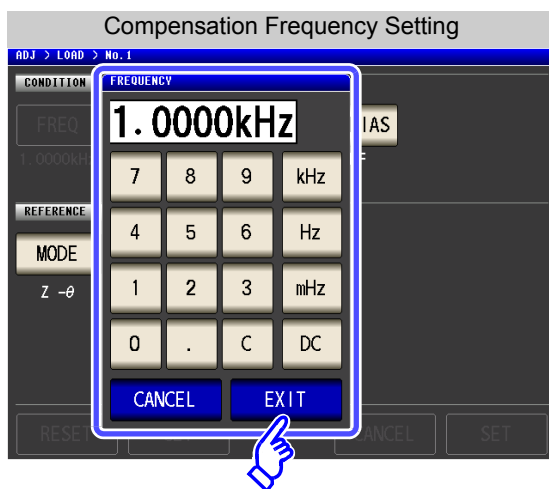 Compensation Frequency Setting
ADJ > LOAD > No.1
CONDITION
FREQUENCY
1.0000kHz
FREQ
IAS
1.0000kHz
7 8 9 kHz
REFERENCE
4 5 6 Hz
MODE
Z -θ
1 2 3 mHz
0 . C DC
CANCEL EXIT
RESET
ANCEL
SET